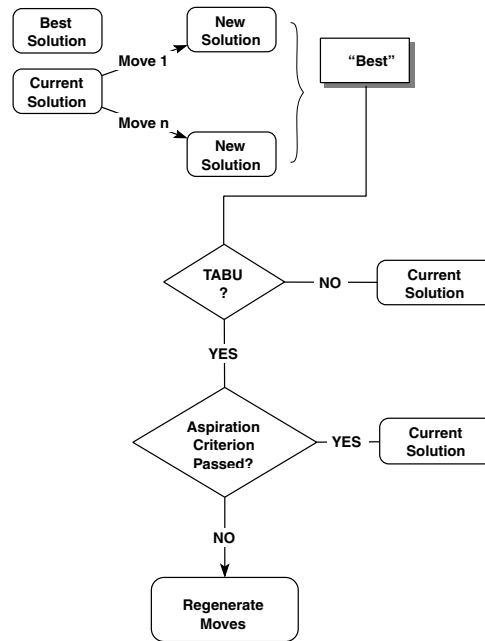 Best
Solution
New
Solution
Current
Solution
Move 1
Move n
New
Solution
“Best”
TABU
?
NO
Current
Solution
YES
Aspiration
Criterion
Passed?
YES
Current
Solution
NO
Regenerate
Moves